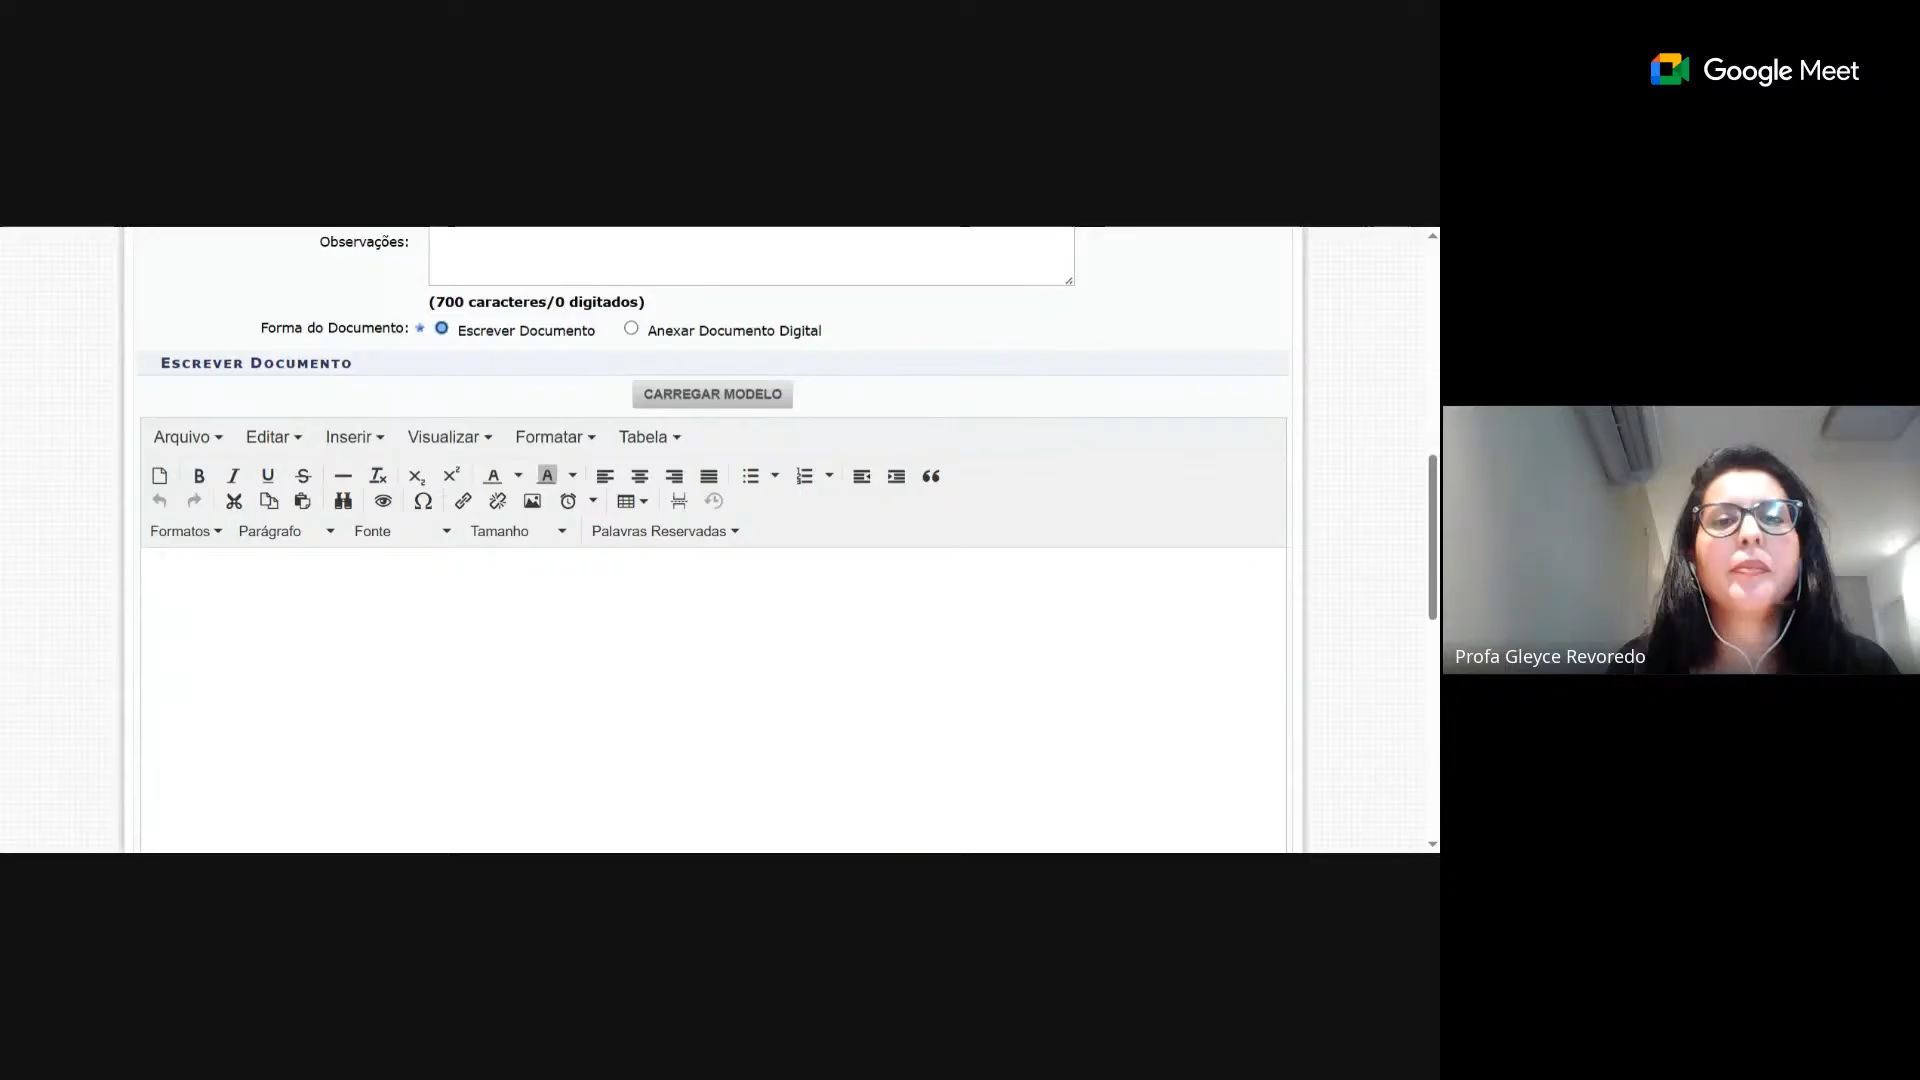 Google Meet
Observações:
(700 caracteres/0 digitados)
Forma do Documento: Escrever Documento Anexar Documento Digital
ESCREVER DOCUMENTO
CARREGAR MODELO
Arquivo Editar Inserir Visualizar Formatar Tabela
Formatos Parágrafo Fonte Tamanho Palavras Reservadas
Profa Gleyce Revoredo